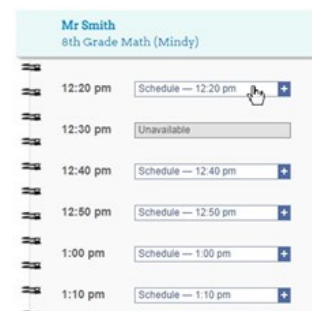 Mr Smith
8th Grade Math (Mindy)
12:20 pm Schedule — 12:20 pm +
12:30 pm Unavailable
12:40 pm Schedule — 12:40 pm +
12:50 pm Schedule — 12:50 pm +
1:00 pm Schedule — 1:00 pm +
1:10 pm Schedule — 1:10 pm +